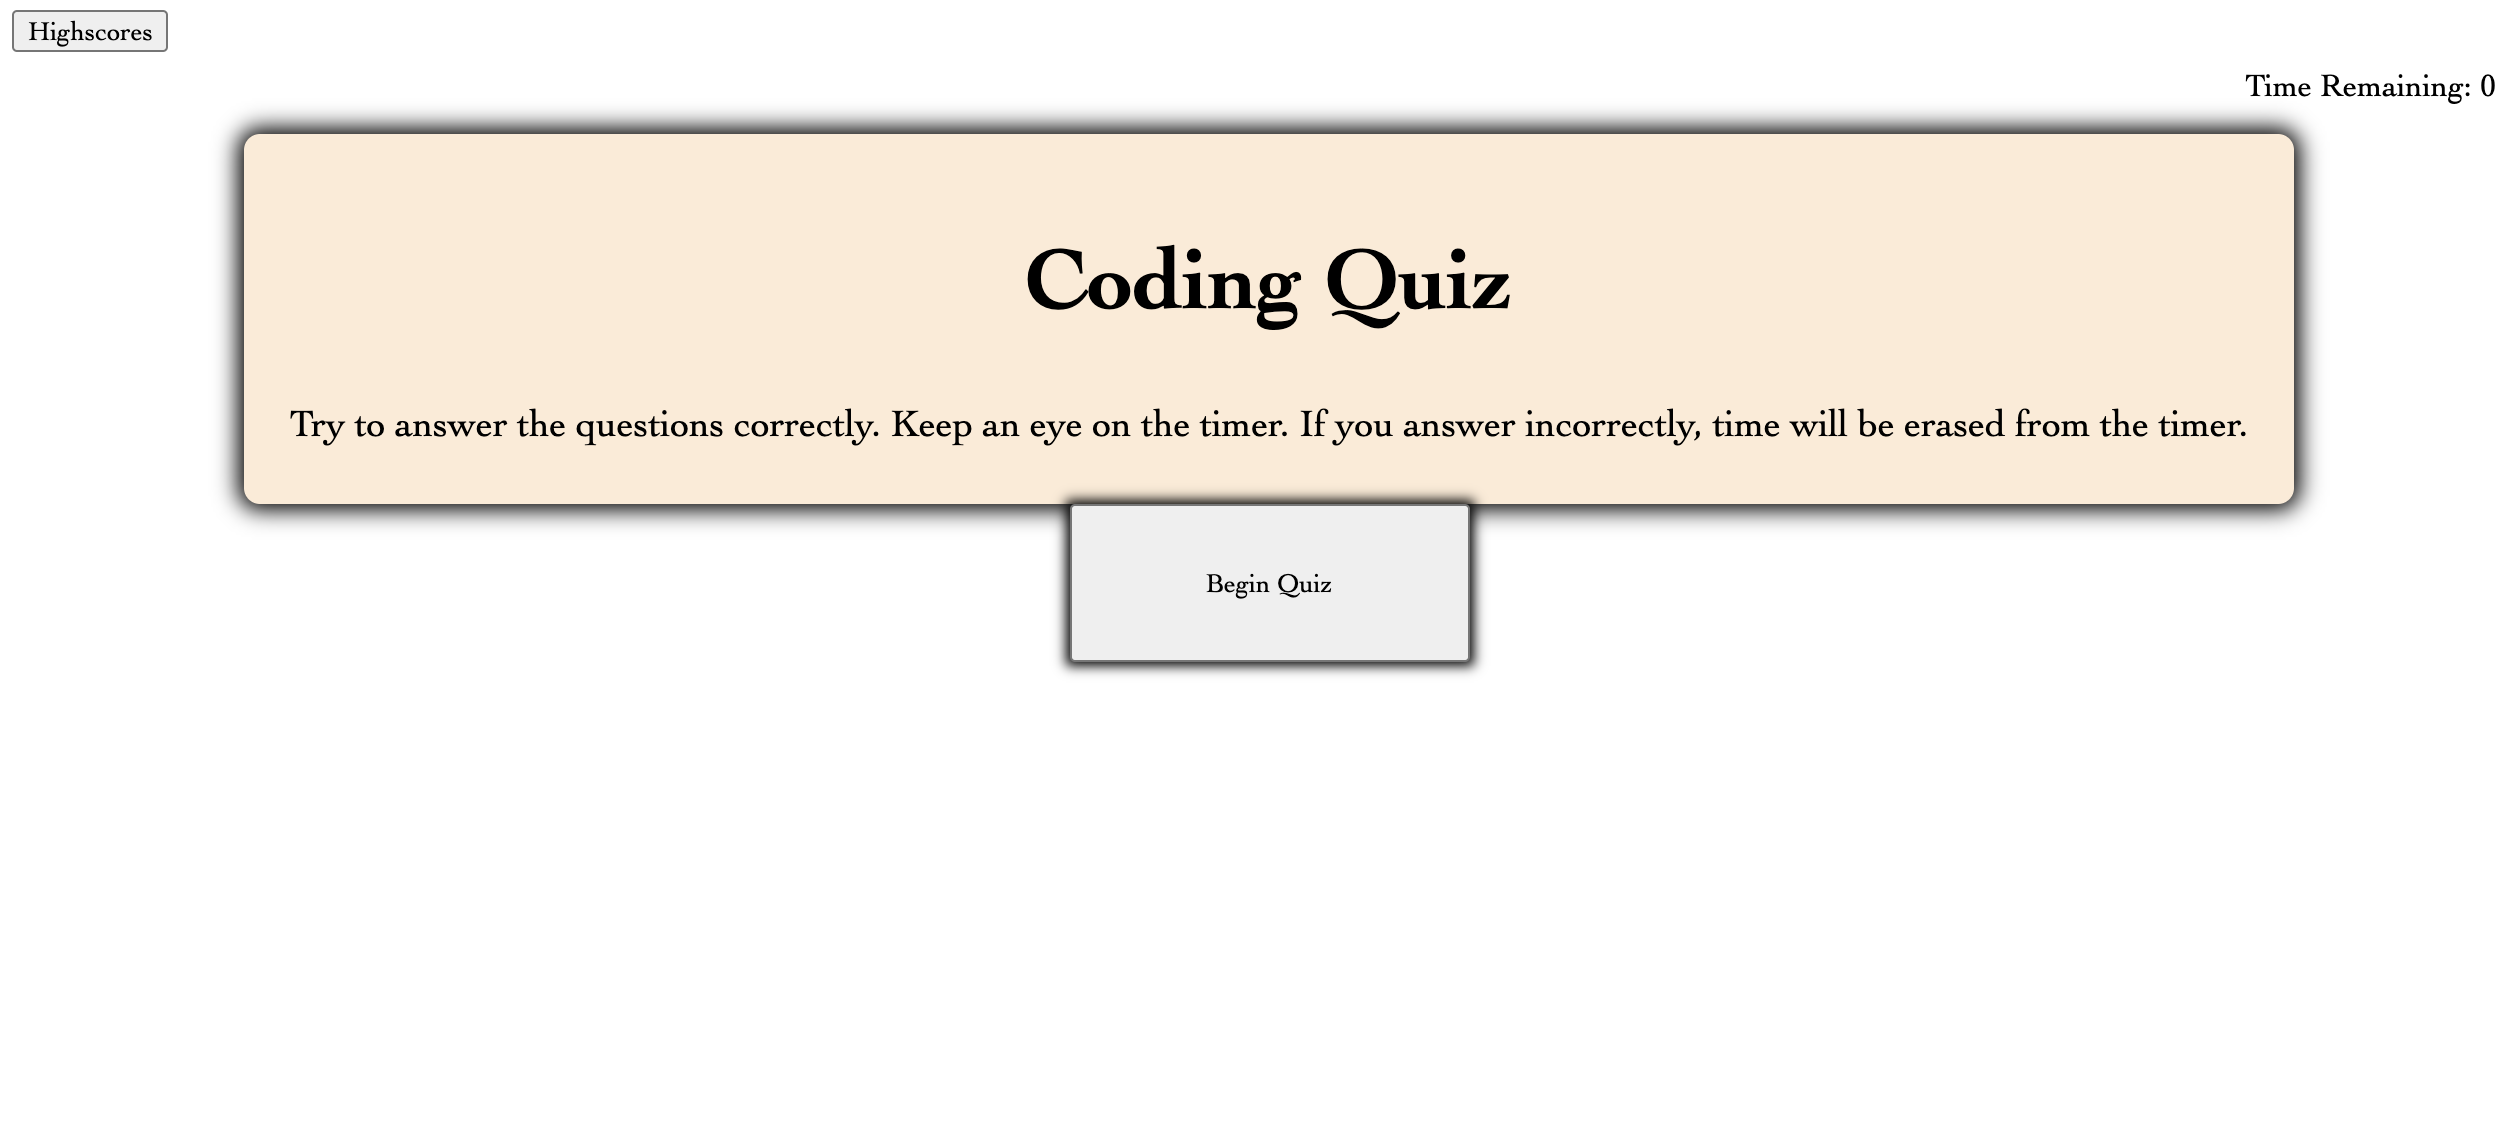 Highscores
Time Remaining: 0
Coding Quiz
Try to answer the questions correctly. Keep an eye on the timer. If you answer incorrectly, time will be erased from the timer.
Begin Quiz